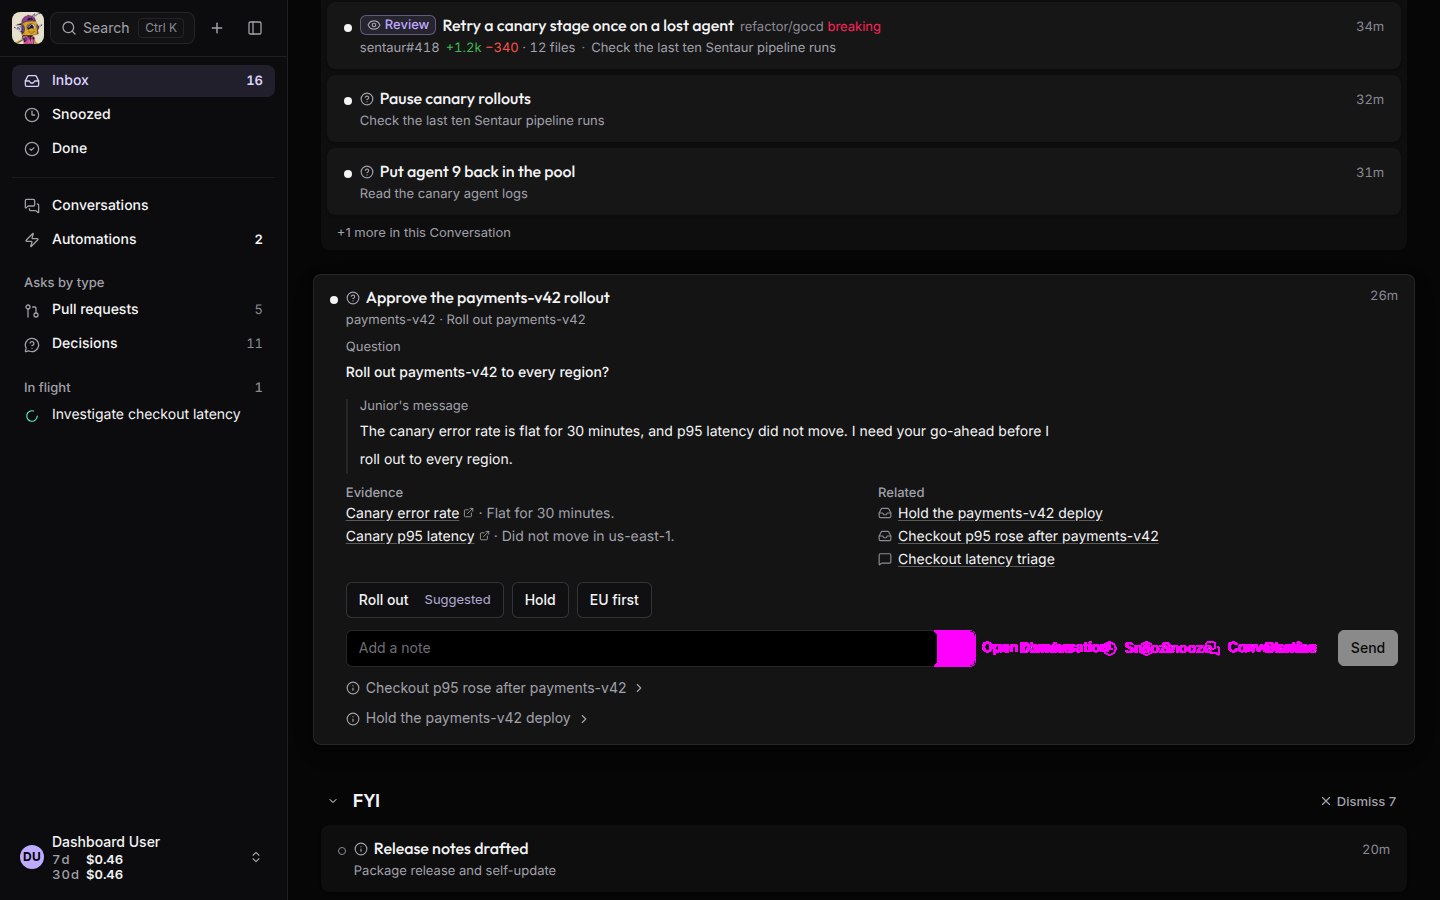 Search Ctrl K
Inbox 16
Snoozed
Done
Conversations
Automations 2
Asks by type
Pull requests 5
Decisions 11
In flight 1
Investigate checkout latency
DU Dashboard User
7d $0.46
30d $0.46
Review Retry a canary stage once on a lost agent refactor/gocd breaking 34m
sentaur#418 +1.2k −340 · 12 files · Check the last ten Sentaur pipeline runs
Pause canary rollouts 32m
Check the last ten Sentaur pipeline runs
Put agent 9 back in the pool 31m
Read the canary agent logs
+1 more in this Conversation
Approve the payments-v42 rollout 26m
payments-v42 · Roll out payments-v42
Question
Roll out payments-v42 to every region?
Junior's message
The canary error rate is flat for 30 minutes, and p95 latency did not move. I need your go-ahead before I
roll out to every region.
Evidence
Canary error rate · Flat for 30 minutes.
Canary p95 latency · Did not move in us-east-1.
Related
Hold the payments-v42 deploy
Checkout p95 rose after payments-v42
Checkout latency triage
Roll out Suggested Hold EU first
Add a note Open Send
Checkout p95 rose after payments-v42
Hold the payments-v42 deploy
FYI Dismiss 7
Release notes drafted 20m
Package release and self-update